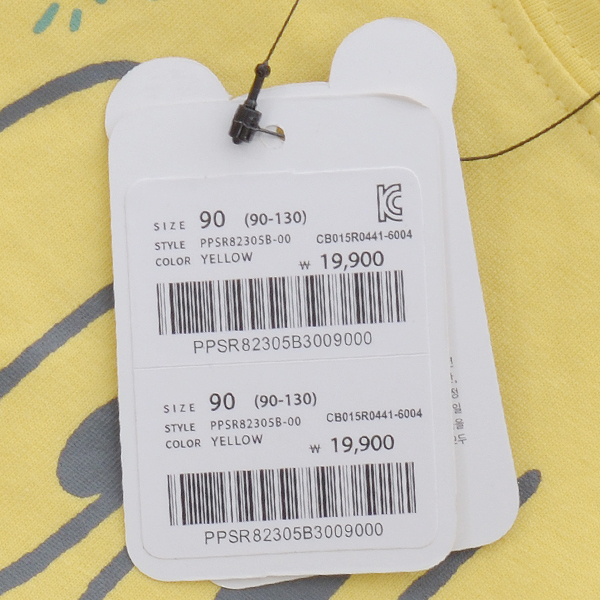 SIZE 90 (90-130)
STYLE PPSR82305B-00 CB015R0441-6004
COLOR YELLOW ₩ 19,900
PPSR82305B3009000
SIZE 90 (90-130)
STYLE PPSR82305B-00 CB015R0441-6004
COLOR YELLOW ₩ 19,900
PPSR82305B3009000